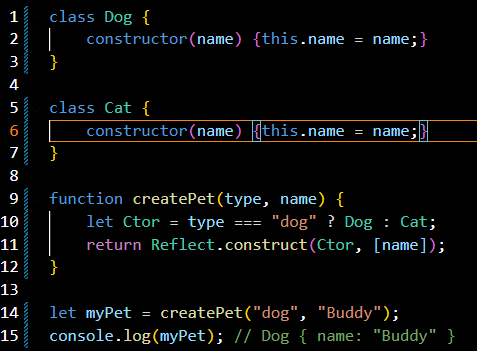 1 class Dog {
2     constructor(name) {this.name = name;}
3 }
4
5 class Cat {
6     constructor(name) {this.name = name;}
7 }
8
9 function createPet(type, name) {
10     let Ctor = type === "dog" ? Dog : Cat;
11     return Reflect.construct(Ctor, [name]);
12 }
13
14 let myPet = createPet("dog", "Buddy");
15 console.log(myPet); // Dog { name: "Buddy" }